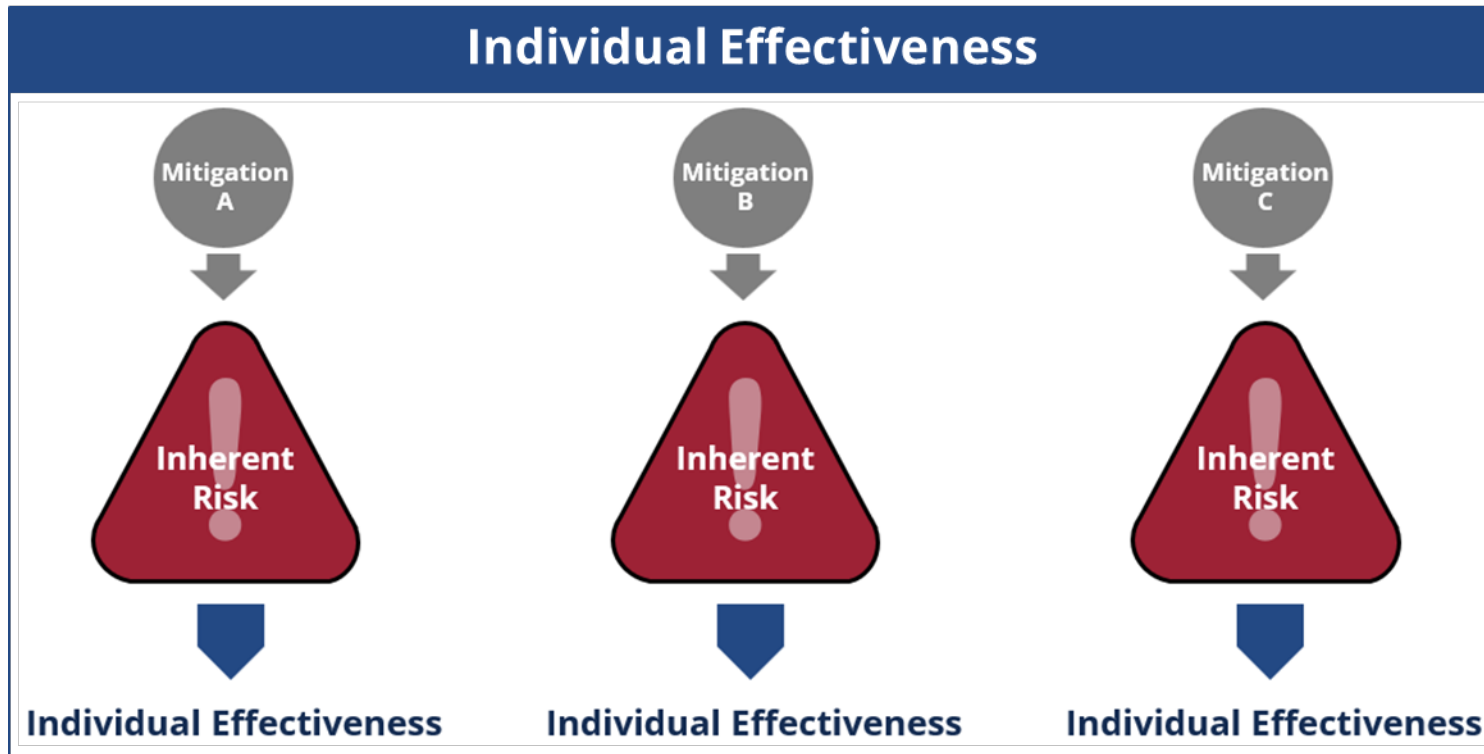 Individual Effectiveness
Mitigation
A
Inherent
Risk
Individual Effectiveness
Mitigation
B
Inherent
Risk
Individual Effectiveness
Mitigation
C
Inherent
Risk
Individual Effectiveness